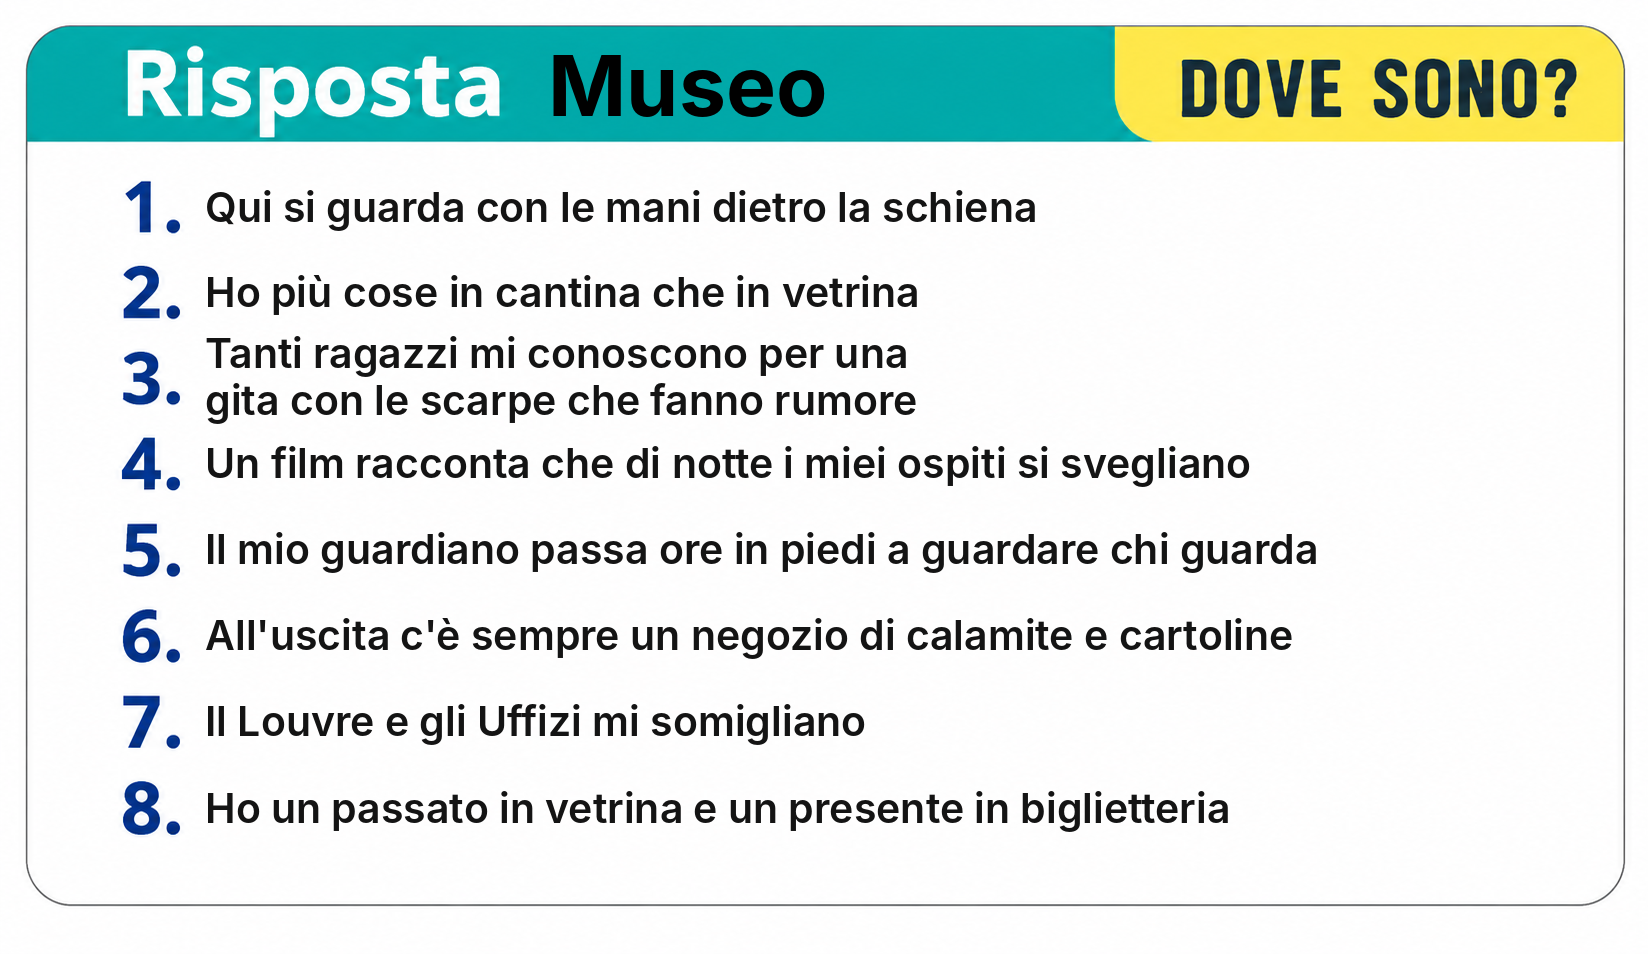 Risposta Museo
DOVE SONO?
1. Qui si guarda con le mani dietro la schiena
2. Ho più cose in cantina che in vetrina
3. Tanti ragazzi mi conoscono per una
gita con le scarpe che fanno rumore
4. Un film racconta che di notte i miei ospiti si svegliano
5. Il mio guardiano passa ore in piedi a guardare chi guarda
6. All'uscita c'è sempre un negozio di calamite e cartoline
7. Il Louvre e gli Uffizi mi somigliano
8. Ho un passato in vetrina e un presente in biglietteria